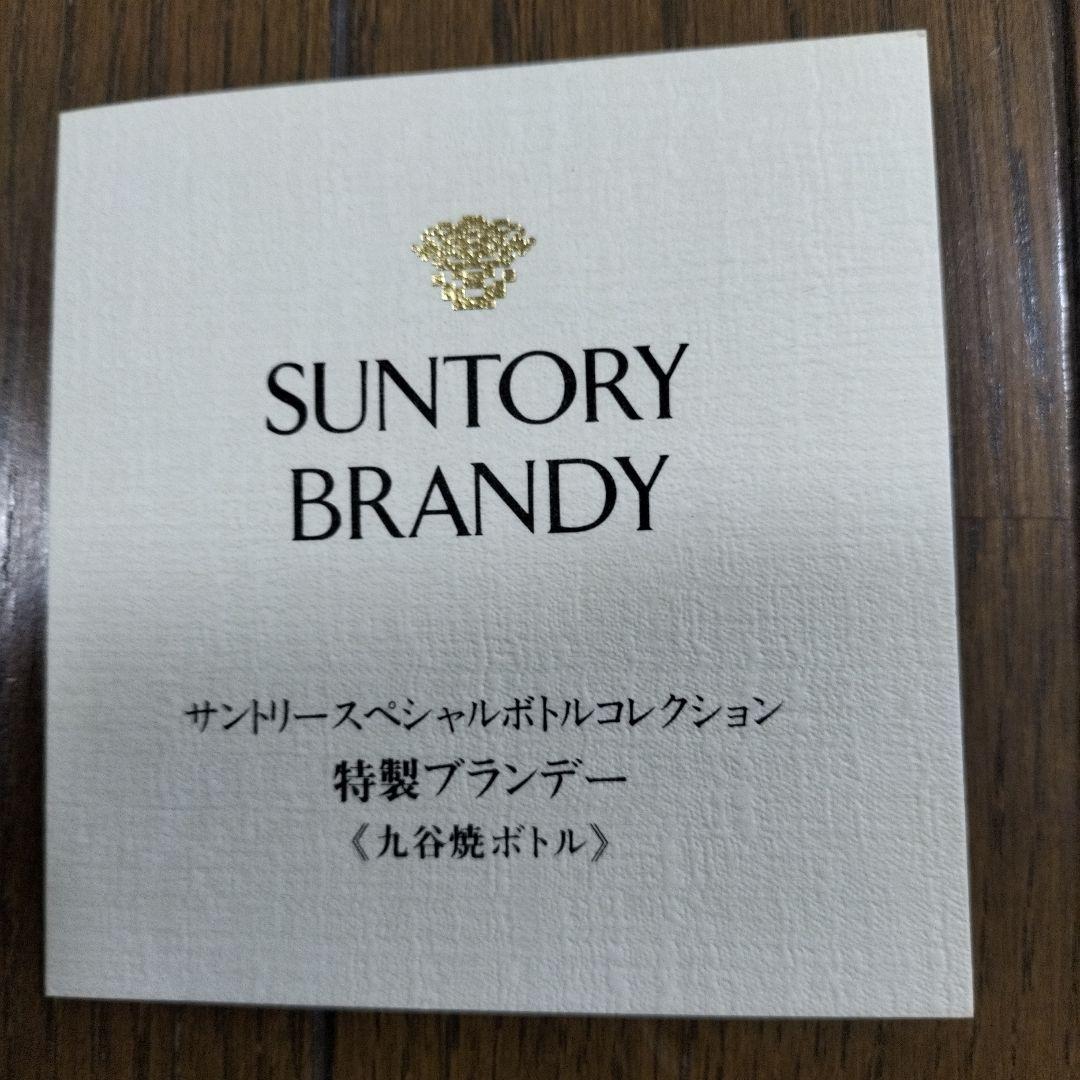 SUNTORY
BRANDY
サントリースペシャルボトルコレクション
特製ブランデー
《九谷焼ボトル》